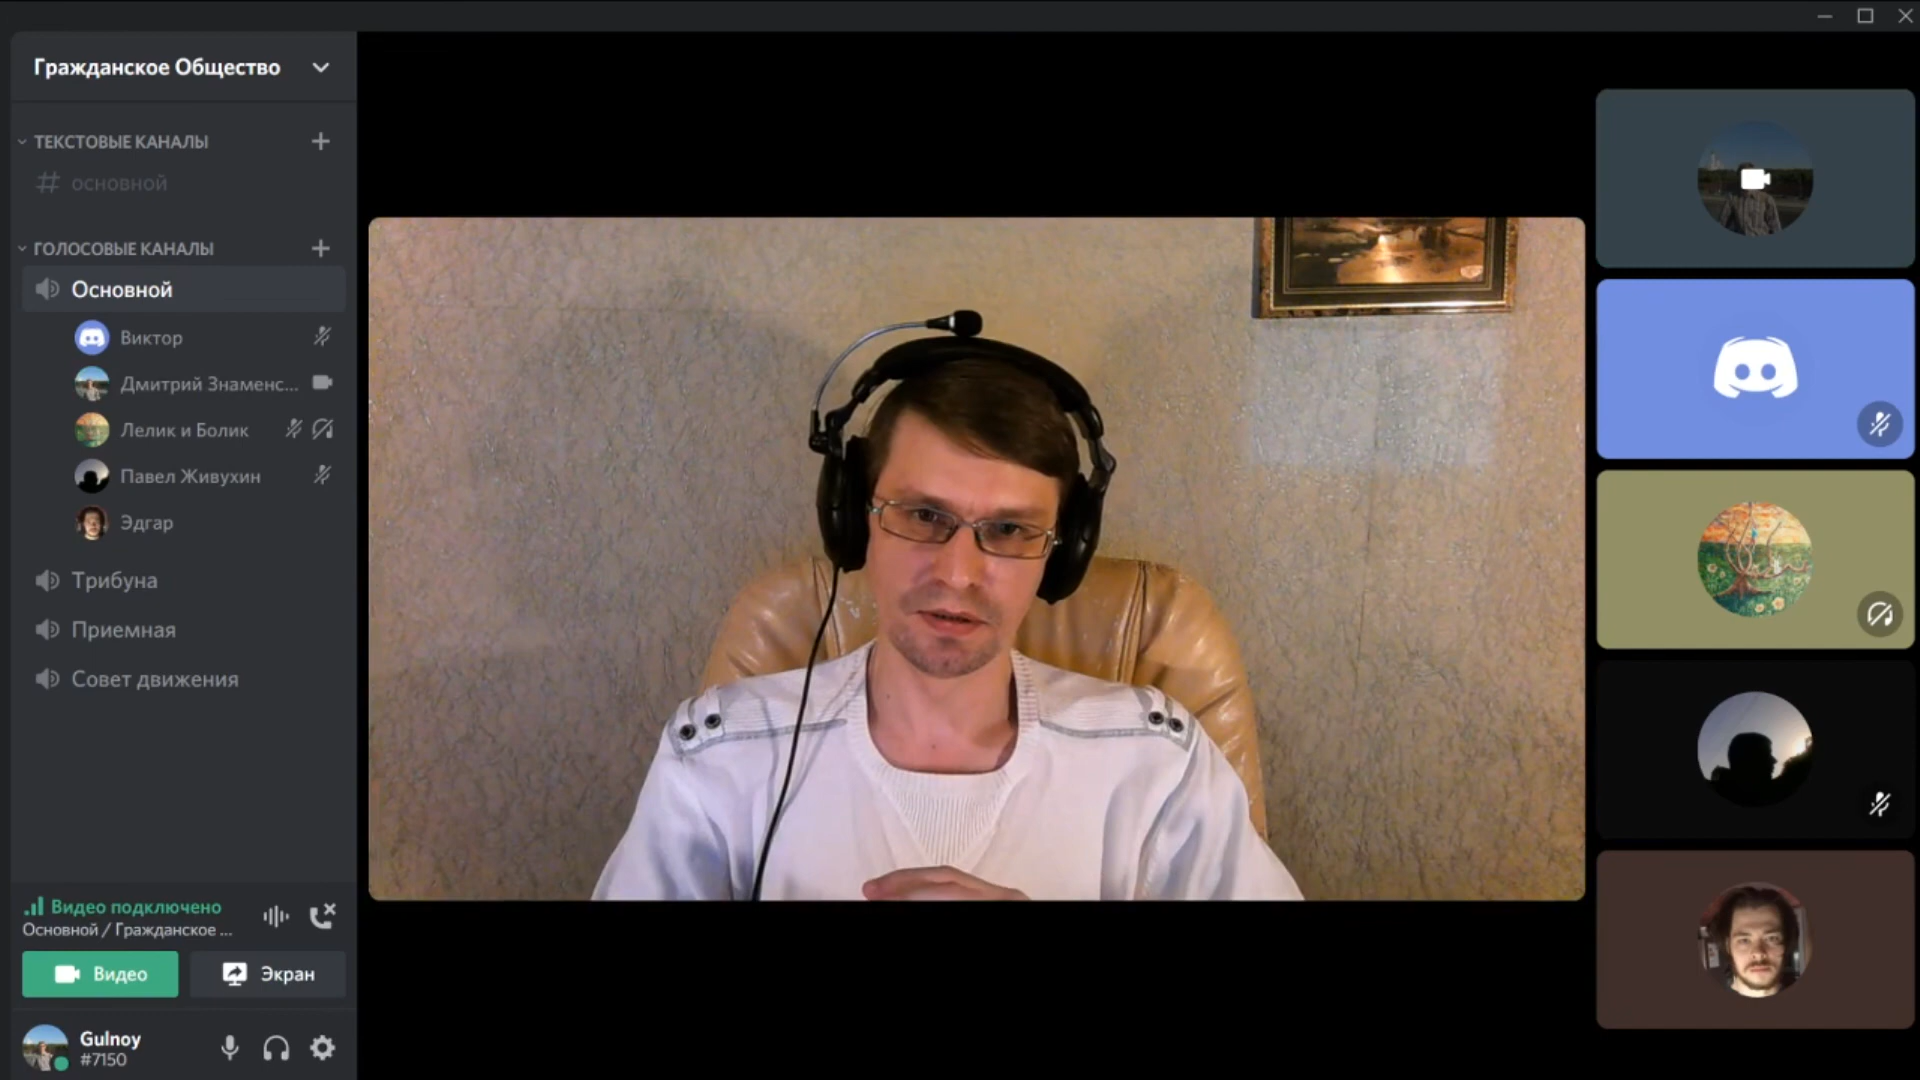 Гражданское Общество
ТЕКСТОВЫЕ КАНАЛЫ
основной
ГОЛОСОВЫЕ КАНАЛЫ
Основной
Виктор
Дмитрий Знаменс...
Лелик и Болик
Павел Живухин
Эдгар
Трибуна
Приемная
Совет движения
Видео подключено
Основной / Гражданское ...
Видео
Экран
Gulnoy
#7150